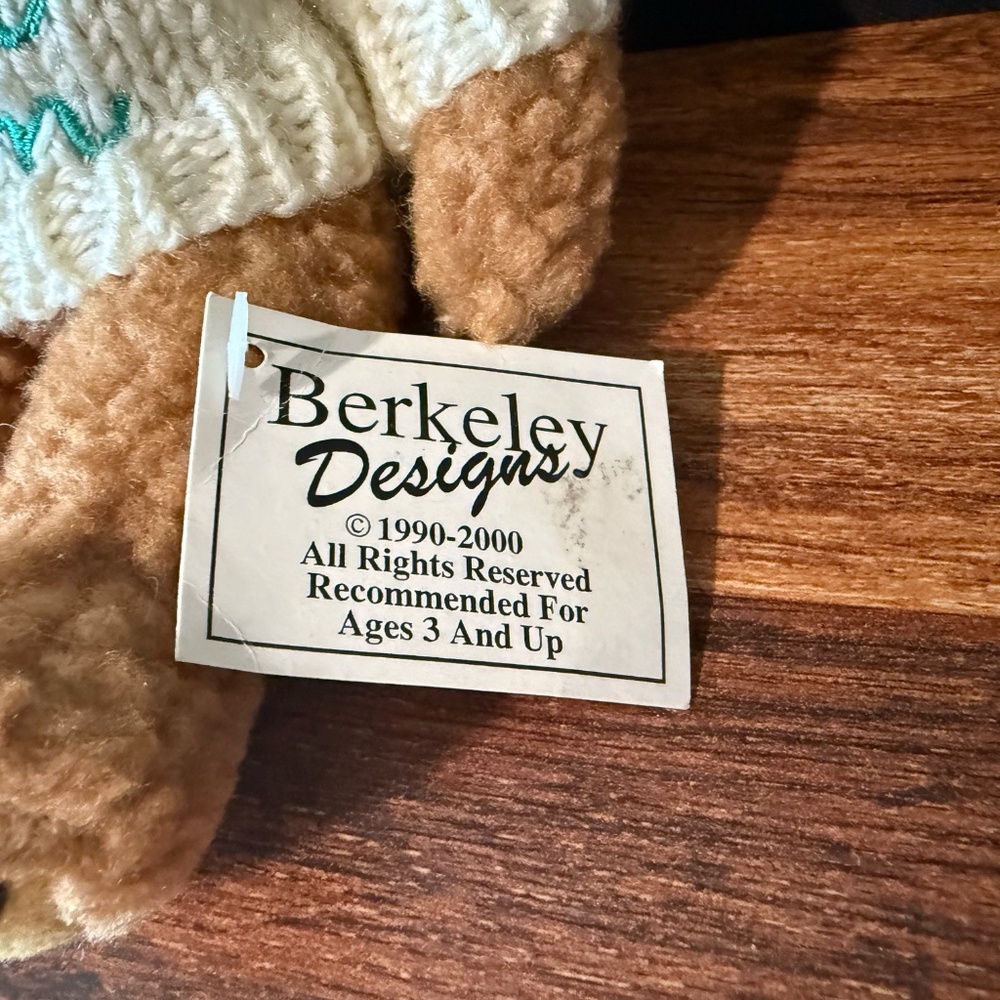 Berkeley
Designs
© 1990-2000
All Rights Reserved
Recommended For
Ages 3 And Up